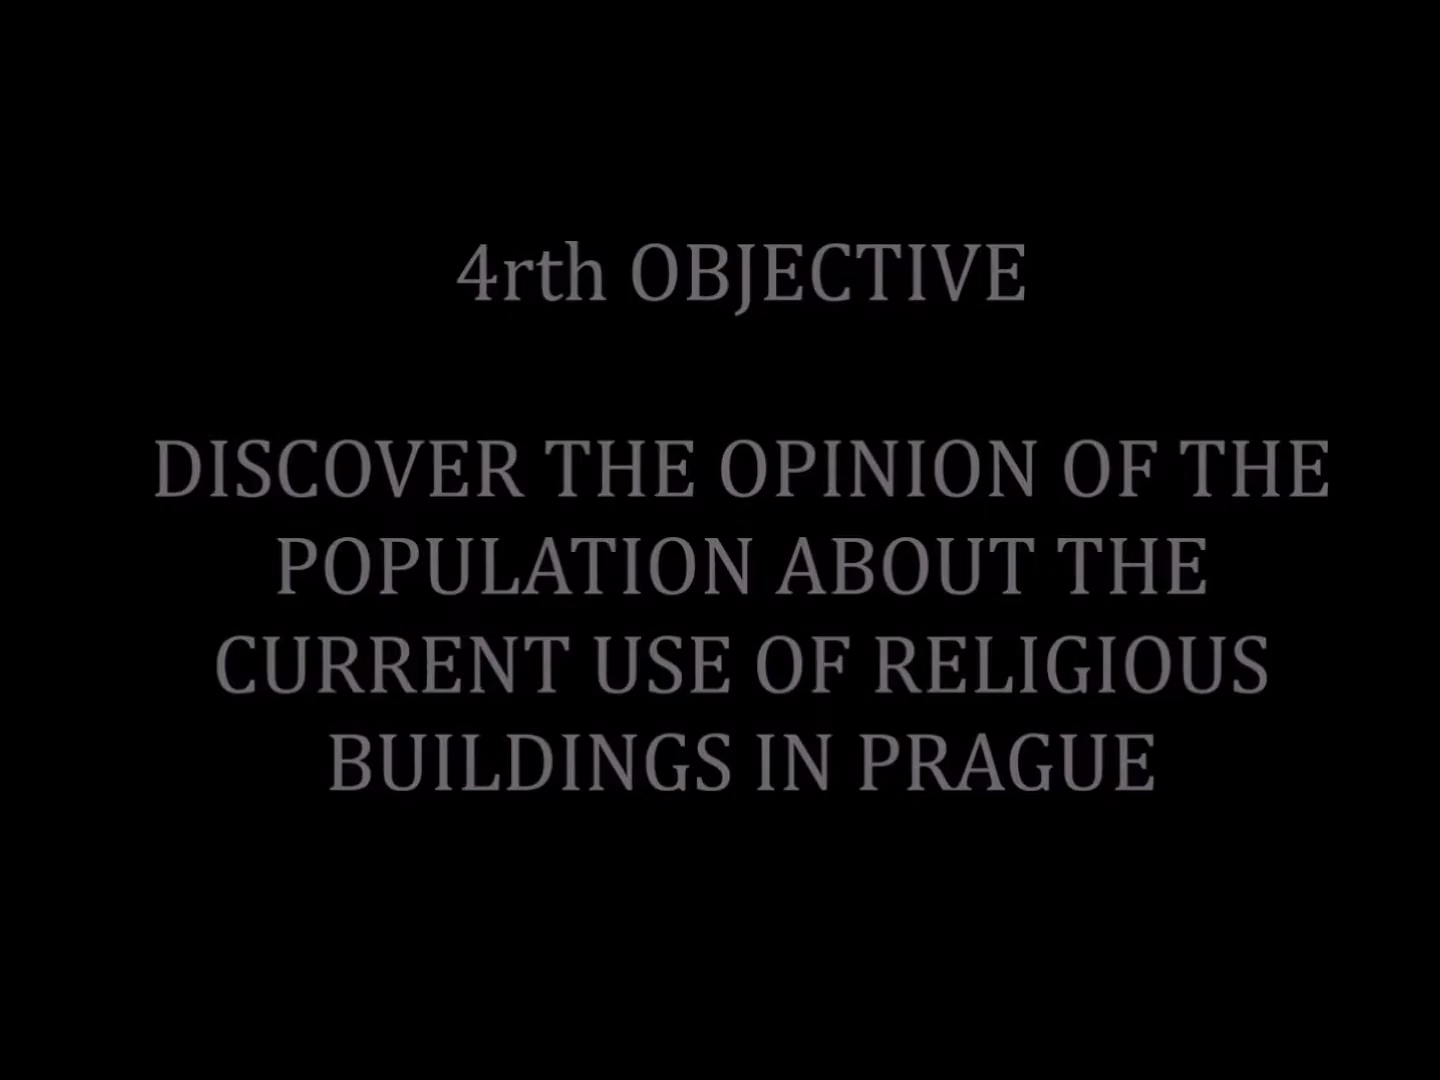 4rth OBJECTIVE
DISCOVER THE OPINION OF THE
POPULATION ABOUT THE
CURRENT USE OF RELIGIOUS
BUILDINGS IN PRAGUE